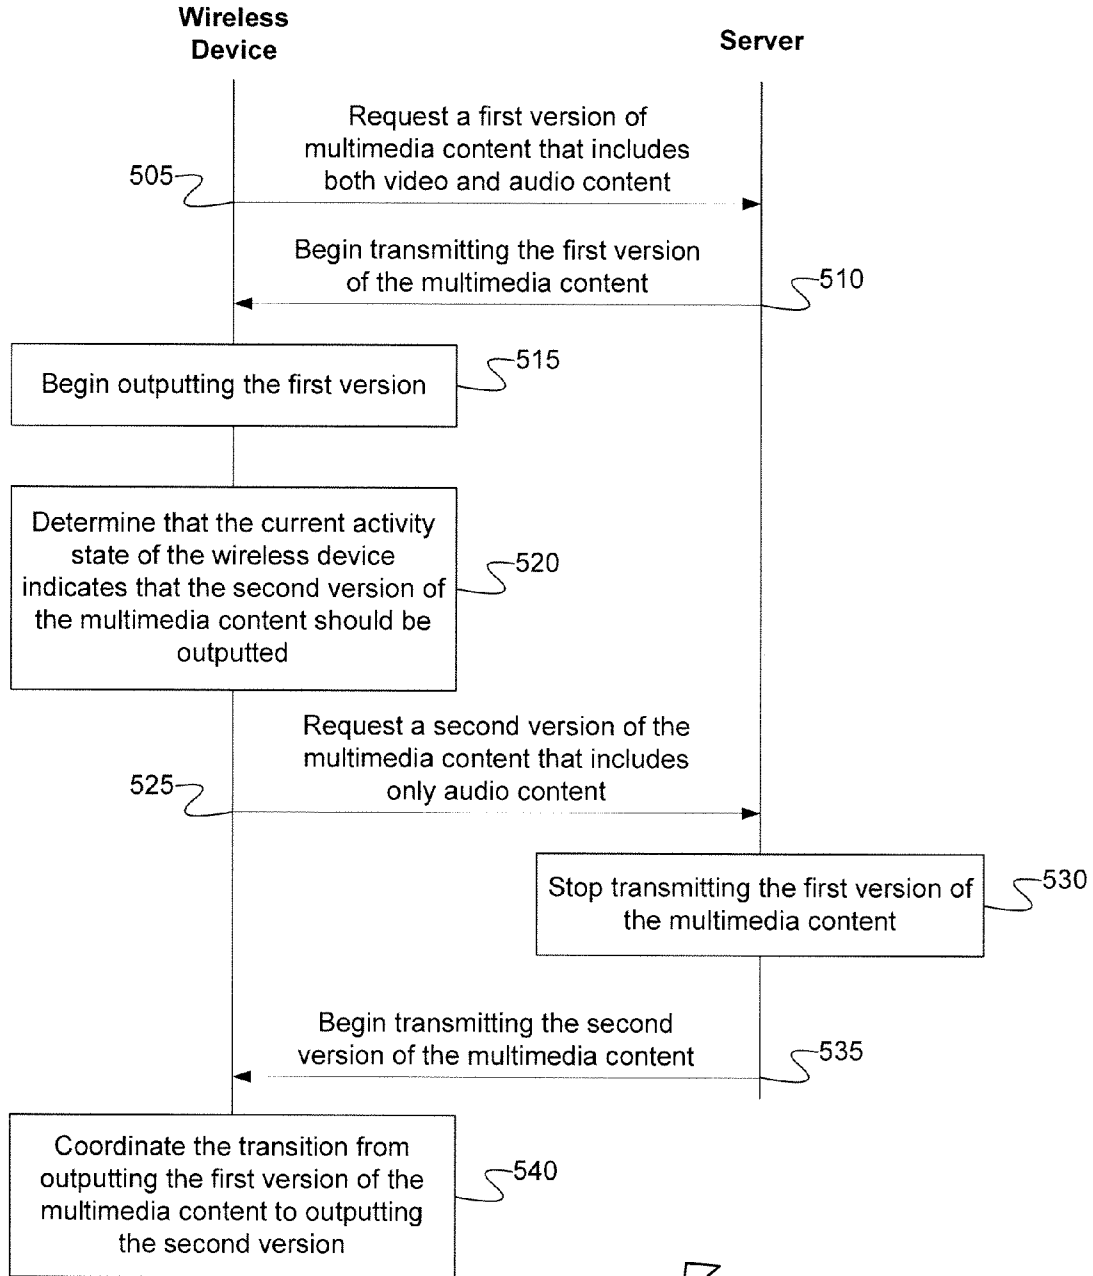 Wireless
Device
Server
Request a first version of
multimedia content that includes
both video and audio content
505
Begin transmitting the first version
of the multimedia content
510
Begin outputting the first version
515
Determine that the current activity
state of the wireless device
indicates that the second version of
the multimedia content should be
outputted
520
Request a second version of the
multimedia content that includes
only audio content
525
Stop transmitting the first version of
the multimedia content
530
Begin transmitting the second
version of the multimedia content
535
Coordinate the transition from
outputting the first version of the
multimedia content to outputting
the second version
540